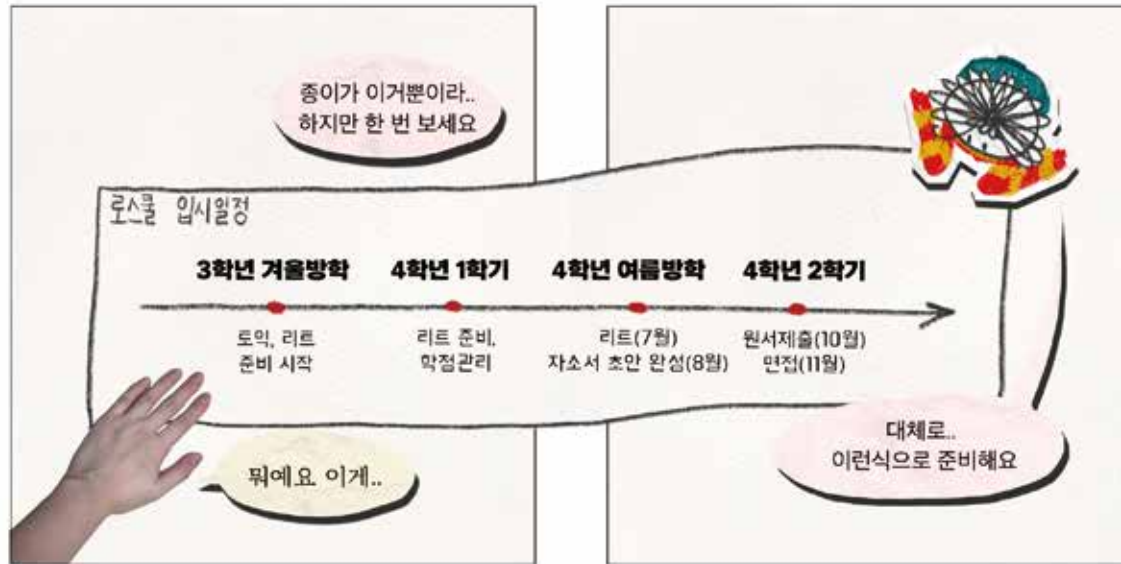 종이가 이거뿐이라..
하지만 한 번 보세요
로스쿨 입시일정
3학년 겨울방학
4학년 1학기
4학년 여름방학
4학년 2학기
토익, 리트
준비 시작
리트 준비,
학점관리
리트(7월)
자소서 초안 완성(8월)
원서제출(10월)
면접(11월)
뭐예요 이게..
대체로..
이런식으로 준비해요